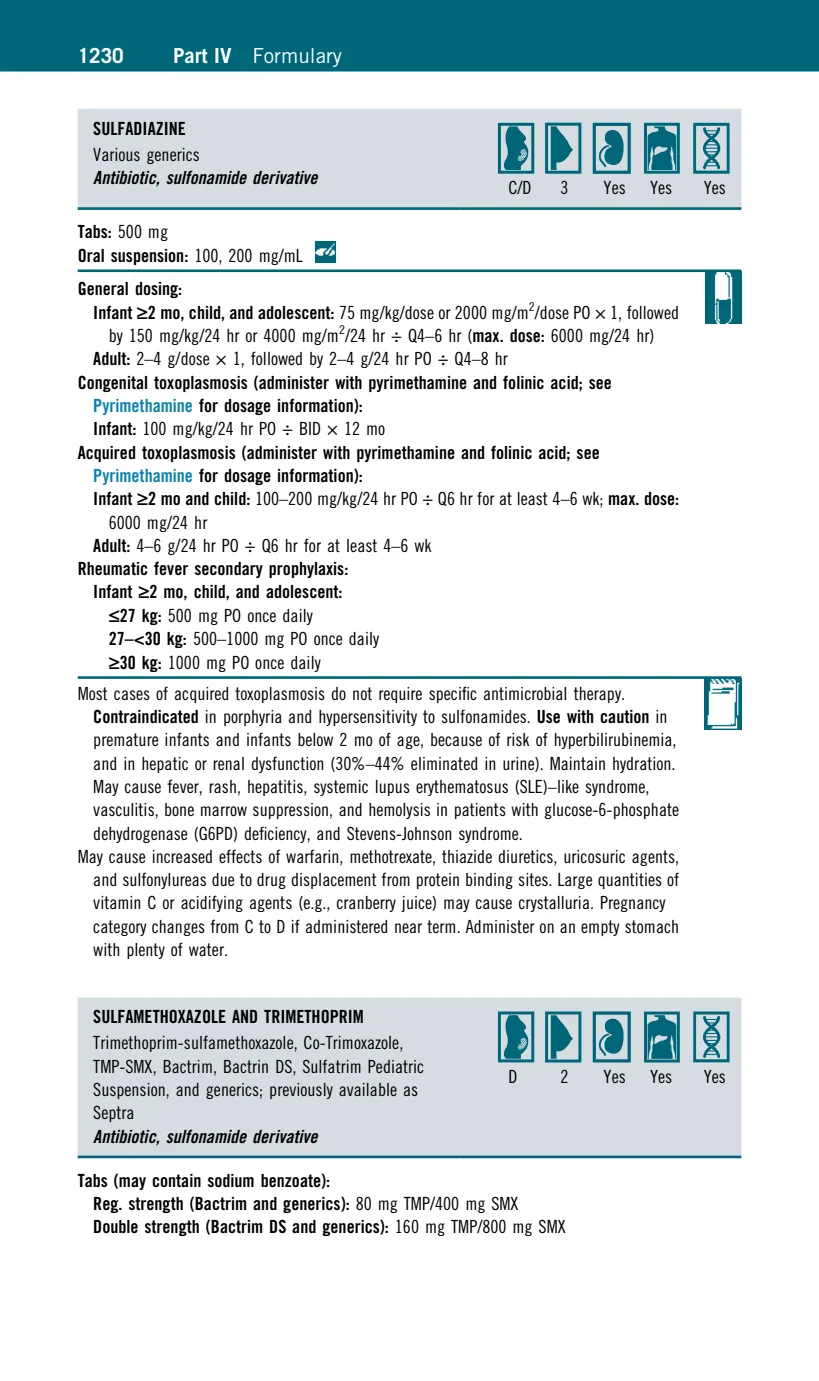 1230 Part IV Formulary
SULFADIAZINE
Various generics
Antibiotic, sulfonamide derivative
C/D 3 Yes Yes Yes
Tabs: 500 mg
Oral suspension: 100, 200 mg/mL
General dosing:
Infant ≥2 mo, child, and adolescent: 75 mg/kg/dose or 2000 mg/m²/dose PO × 1, followed
by 150 mg/kg/24 hr or 4000 mg/m²/24 hr ÷ Q4–6 hr (max. dose: 6000 mg/24 hr)
Adult: 2–4 g/dose × 1, followed by 2–4 g/24 hr PO ÷ Q4–8 hr
Congenital toxoplasmosis (administer with pyrimethamine and folinic acid; see
Pyrimethamine for dosage information):
Infant: 100 mg/kg/24 hr PO ÷ BID × 12 mo
Acquired toxoplasmosis (administer with pyrimethamine and folinic acid; see
Pyrimethamine for dosage information):
Infant ≥2 mo and child: 100–200 mg/kg/24 hr PO ÷ Q6 hr for at least 4–6 wk; max. dose:
6000 mg/24 hr
Adult: 4–6 g/24 hr PO ÷ Q6 hr for at least 4–6 wk
Rheumatic fever secondary prophylaxis:
Infant ≥2 mo, child, and adolescent:
≤27 kg: 500 mg PO once daily
27–<30 kg: 500–1000 mg PO once daily
≥30 kg: 1000 mg PO once daily
Most cases of acquired toxoplasmosis do not require specific antimicrobial therapy.
Contraindicated in porphyria and hypersensitivity to sulfonamides. Use with caution in
premature infants and infants below 2 mo of age, because of risk of hyperbilirubinemia,
and in hepatic or renal dysfunction (30%–44% eliminated in urine). Maintain hydration.
May cause fever, rash, hepatitis, systemic lupus erythematosus (SLE)–like syndrome,
vasculitis, bone marrow suppression, and hemolysis in patients with glucose-6-phosphate
dehydrogenase (G6PD) deficiency, and Stevens-Johnson syndrome.
May cause increased effects of warfarin, methotrexate, thiazide diuretics, uricosuric agents,
and sulfonylureas due to drug displacement from protein binding sites. Large quantities of
vitamin C or acidifying agents (e.g., cranberry juice) may cause crystalluria. Pregnancy
category changes from C to D if administered near term. Administer on an empty stomach
with plenty of water.
SULFAMETHOXAZOLE AND TRIMETHOPRIM
Trimethoprim-sulfamethoxazole, Co-Trimoxazole,
TMP-SMX, Bactrim, Bactrin DS, Sulfatrim Pediatric
Suspension, and generics; previously available as
Septra
Antibiotic, sulfonamide derivative
D 2 Yes Yes Yes
Tabs (may contain sodium benzoate):
Reg. strength (Bactrim and generics): 80 mg TMP/400 mg SMX
Double strength (Bactrim DS and generics): 160 mg TMP/800 mg SMX